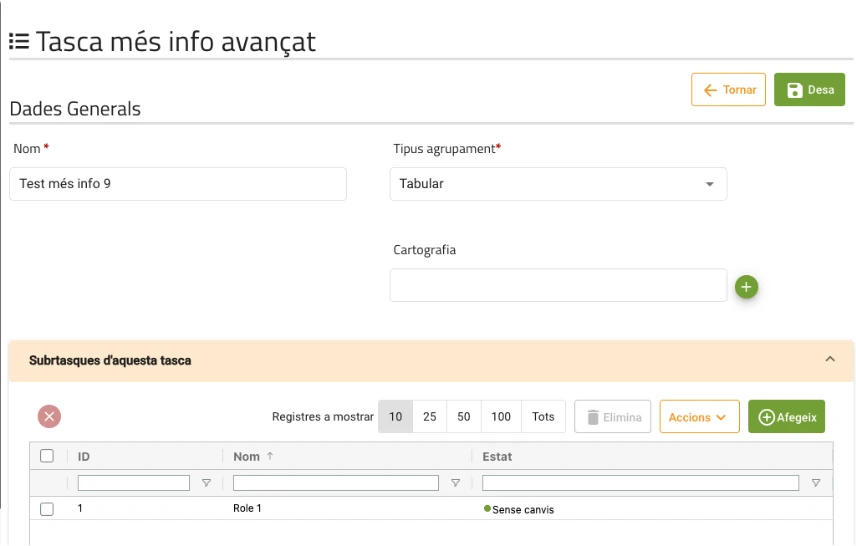 Tasca més info avançat
Tornar
Desa
Dades Generals
Nom *
Tipus agrupament*
Test més info 9
Tabular
Cartografia
Subrtasques d'aquesta tasca
Registres a mostrar 10 25 50 100 Tots Elimina Accions Afegeix
ID Nom ↑ Estat
1 Role 1 Sense canvis